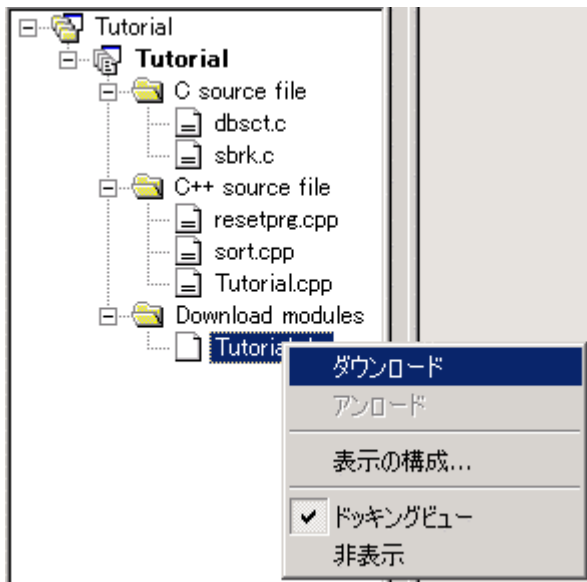 Tutorial
Tutorial
C source file
dbsct.c
sbrk.c
C++ source file
resetprg.cpp
sort.cpp
Tutorial.cpp
Download modules
ダウンロード
アンロード
表示の構成...
ドッキングビュー
非表示